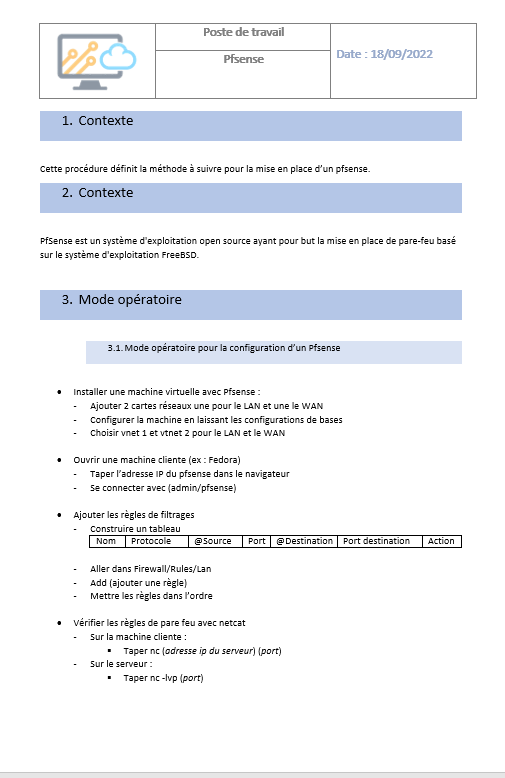 Poste de travail
Pfsense
Date : 18/09/2022
1. Contexte
Cette procédure définit la méthode à suivre pour la mise en place d'un pfsense.
2. Contexte
PfSense est un système d'exploitation open source ayant pour but la mise en place de pare-feu basé
sur le système d'exploitation FreeBSD.
3. Mode opératoire
3.1. Mode opératoire pour la configuration d'un Pfsense
• Installer une machine virtuelle avec Pfsense :
- Ajouter 2 cartes réseaux une pour le LAN et une le WAN
- Configurer la machine en laissant les configurations de bases
- Choisir vnet 1 et vtnet 2 pour le LAN et le WAN
• Ouvrir une machine cliente (ex : Fedora)
- Taper l'adresse IP du pfsense dans le navigateur
- Se connecter avec (admin/pfsense)
• Ajouter les règles de filtrages
- Construire un tableau
Nom Protocole @Source Port @Destination Port destination Action
- Aller dans Firewall/Rules/Lan
- Add (ajouter une règle)
- Mettre les règles dans l'ordre
• Vérifier les règles de pare feu avec netcat
- Sur la machine cliente :
▪ Taper nc (adresse ip du serveur) (port)
- Sur le serveur :
▪ Taper nc -lvp (port)